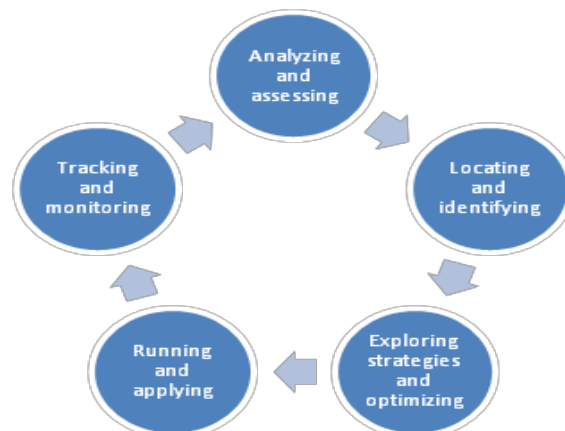 Analyzing
and
assessing
Locating
and
identifying
Exploring
strategies
and
optimizing
Running
and
applying
Tracking
and
monitoring